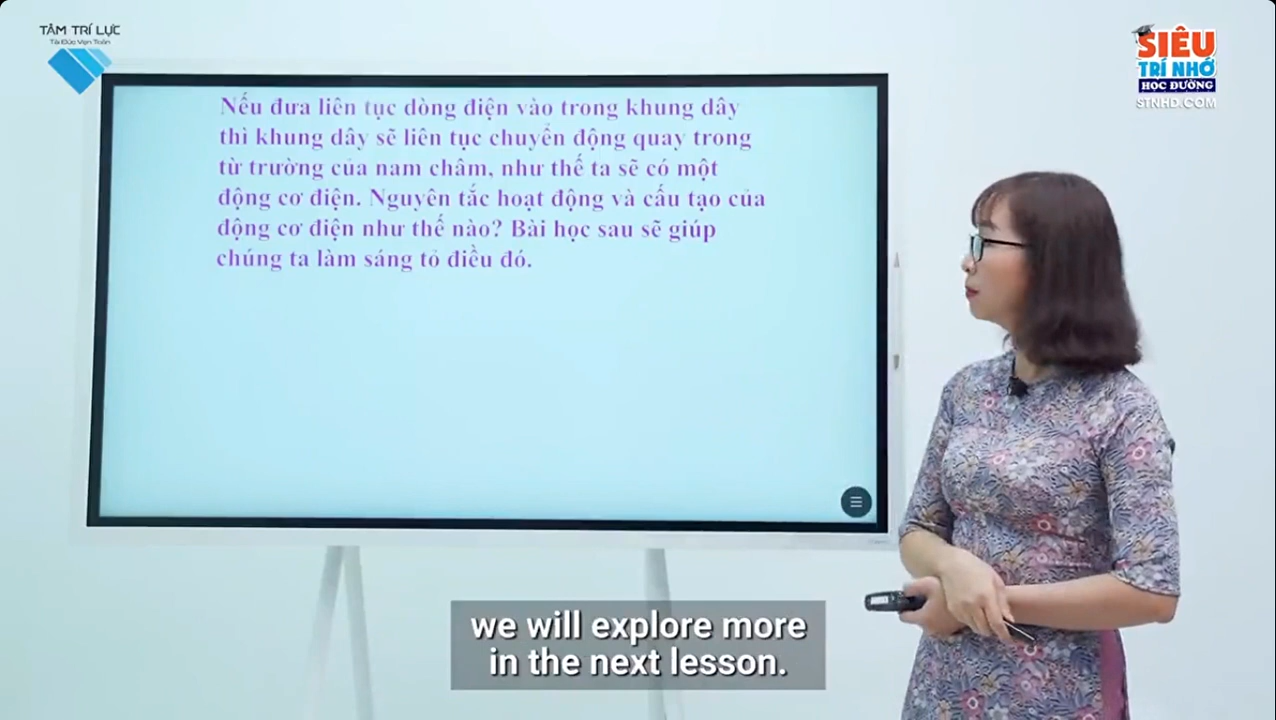 TÂM TRÍ LỰC
Tài Đức Vẹn Toàn
SIÊU
TRÍ NHỚ
HỌC ĐƯỜNG
STNHD.COM
Nếu đưa liên tục dòng điện vào trong khung dây
thì khung dây sẽ liên tục chuyển động quay trong
từ trường của nam châm, như thế ta sẽ có một
động cơ điện. Nguyên tắc hoạt động và cấu tạo của
động cơ điện như thế nào? Bài học sau sẽ giúp
chúng ta làm sáng tỏ điều đó.
we will explore more
in the next lesson.